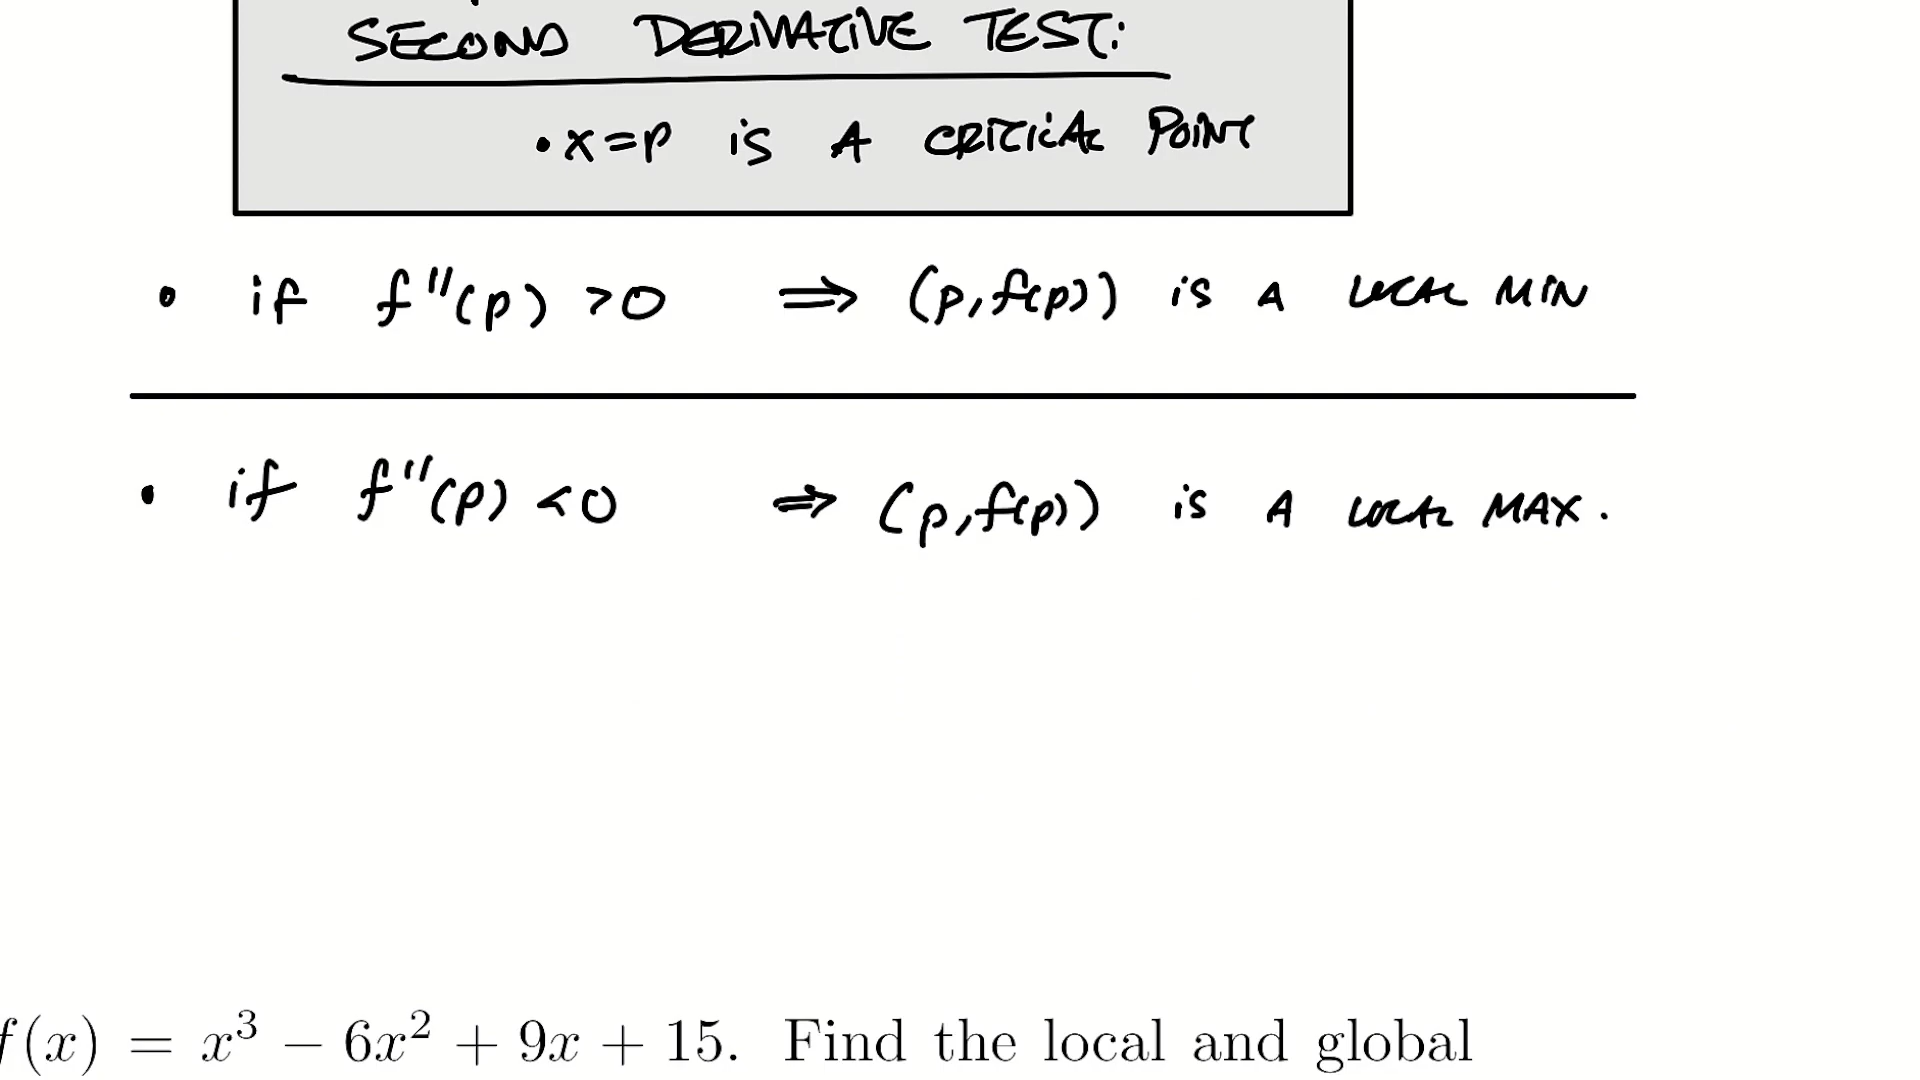 SECOND DERIVATIVE TEST:
• x=p is A CRITICAL POINT
• if f''(p) >0 ⇒ (p,f(p)) is A LOCAL MIN
• if f''(p) <0 ⇒ (p,f(p)) is A LOCAL MAX.
f(x) = x³ − 6x² + 9x + 15. Find the local and global